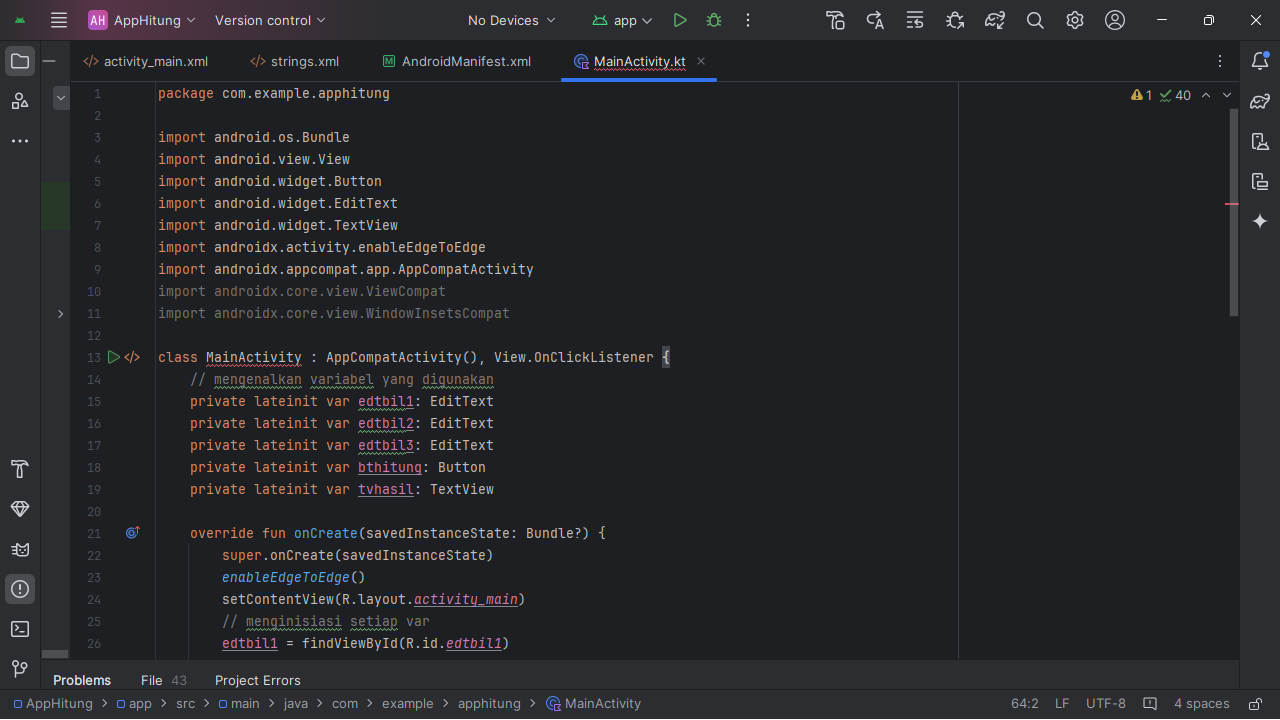 AH AppHitung Version control No Devices app
activity_main.xml strings.xml AndroidManifest.xml MainActivity.kt
1 package com.example.apphitung 1 40
2
3 import android.os.Bundle
4 import android.view.View
5 import android.widget.Button
6 import android.widget.EditText
7 import android.widget.TextView
8 import androidx.activity.enableEdgeToEdge
9 import androidx.appcompat.app.AppCompatActivity
10 import androidx.core.view.ViewCompat
11 import androidx.core.view.WindowInsetsCompat
12
13 class MainActivity : AppCompatActivity(), View.OnClickListener {
14 // mengenalkan variabel yang digunakan
15 private lateinit var edtbil1: EditText
16 private lateinit var edtbil2: EditText
17 private lateinit var edtbil3: EditText
18 private lateinit var bthitung: Button
19 private lateinit var tvhasil: TextView
20
21 override fun onCreate(savedInstanceState: Bundle?) {
22 super.onCreate(savedInstanceState)
23 enableEdgeToEdge()
24 setContentView(R.layout.activity_main)
25 // menginisiasi setiap var
26 edtbil1 = findViewById(R.id.edtbil1)
Problems File 43 Project Errors
AppHitung > app > src > main > java > com > example > apphitung > MainActivity 64:2 LF UTF-8 4 spaces